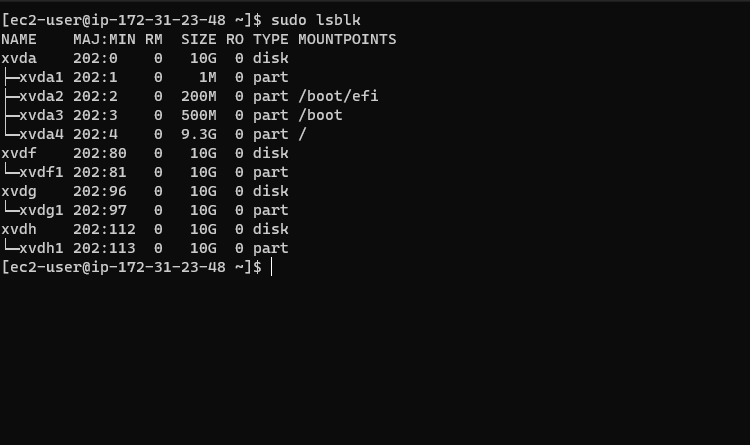 [ec2-user@ip-172-31-23-48 ~]$ sudo lsblk
NAME    MAJ:MIN RM  SIZE RO TYPE MOUNTPOINTS
xvda    202:0    0   10G  0 disk
├─xvda1 202:1    0    1M  0 part
├─xvda2 202:2    0  200M  0 part /boot/efi
├─xvda3 202:3    0  500M  0 part /boot
└─xvda4 202:4    0  9.3G  0 part /
xvdf    202:80   0   10G  0 disk
└─xvdf1 202:81   0   10G  0 part
xvdg    202:96   0   10G  0 disk
└─xvdg1 202:97   0   10G  0 part
xvdh    202:112  0   10G  0 disk
└─xvdh1 202:113  0   10G  0 part
[ec2-user@ip-172-31-23-48 ~]$